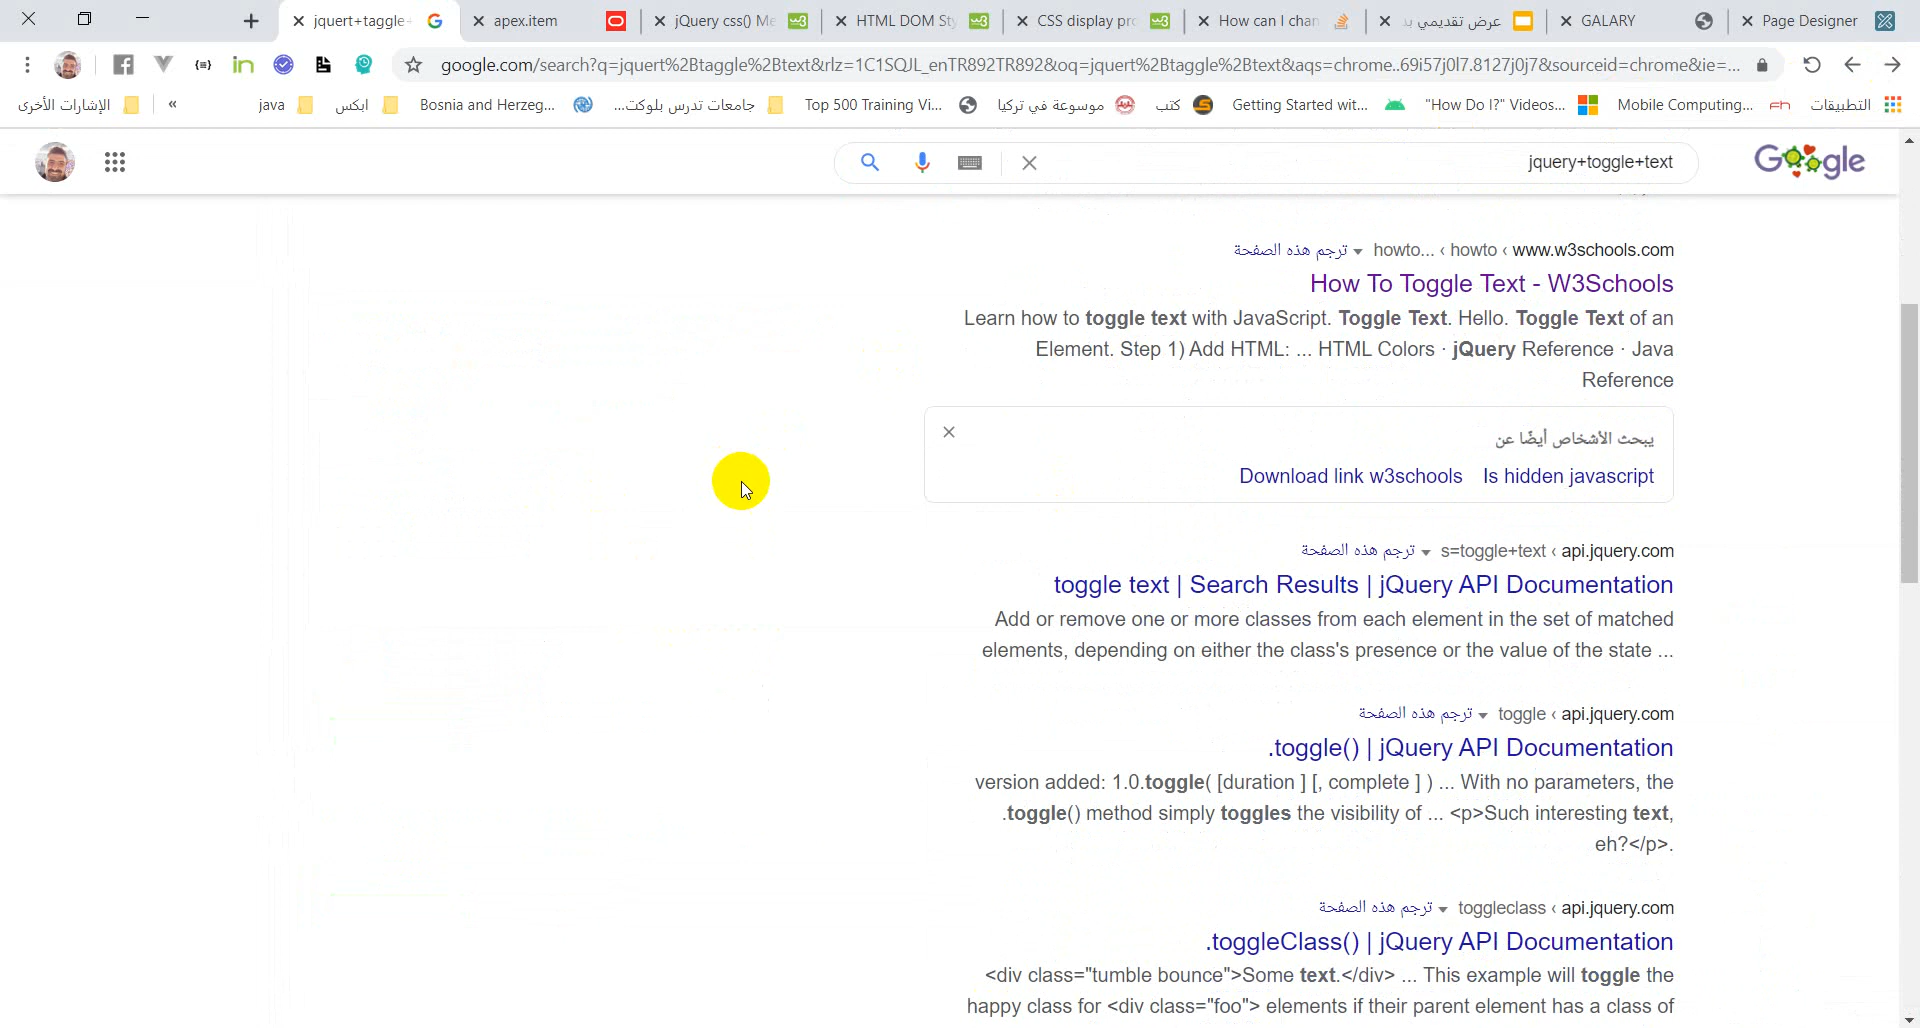 jquert+taggle-
apex.item
jQuery css() Me
HTML DOM Sty
CSS display pro
How can I chan
عرض تقديمي بد
GALARY
Page Designer
google.com/search?q=jquert%2Btaggle%2Btext&rlz=1C1SQJL_enTR892TR892&oq=jquert%2Btaggle%2Btext&aqs=chrome..69i57j0l7.8127j0j7&sourceid=chrome&ie=...
التطبيقات
Mobile Computing...
"How Do I?" Videos...
Getting Started wit...
كتب
موسوعة في تركيا
Top 500 Training Vi...
جامعات تدرس بلوكت...
Bosnia and Herzeg...
ابكس
java
»
الإشارات الأخرى
Google
jquery+toggle+text
www.w3schools.com › howto › howto... ترجم هذه الصفحة
How To Toggle Text - W3Schools
Learn how to toggle text with JavaScript. Toggle Text. Hello. Toggle Text of an
Element. Step 1) Add HTML: ... HTML Colors · jQuery Reference · Java
Reference
يبحث الأشخاص أيضًا عن
Is hidden javascript
Download link w3schools
api.jquery.com › s=toggle+text ترجم هذه الصفحة
toggle text | Search Results | jQuery API Documentation
Add or remove one or more classes from each element in the set of matched
elements, depending on either the class's presence or the value of the state ...
api.jquery.com › toggle ترجم هذه الصفحة
.toggle() | jQuery API Documentation
version added: 1.0.toggle( [duration ] [, complete ] ) ... With no parameters, the
.toggle() method simply toggles the visibility of ... <p>Such interesting text,
eh?</p>.
api.jquery.com › toggleclass ترجم هذه الصفحة
.toggleClass() | jQuery API Documentation
<div class="tumble bounce">Some text.</div> ... This example will toggle the
happy class for <div class="foo"> elements if their parent element has a class of